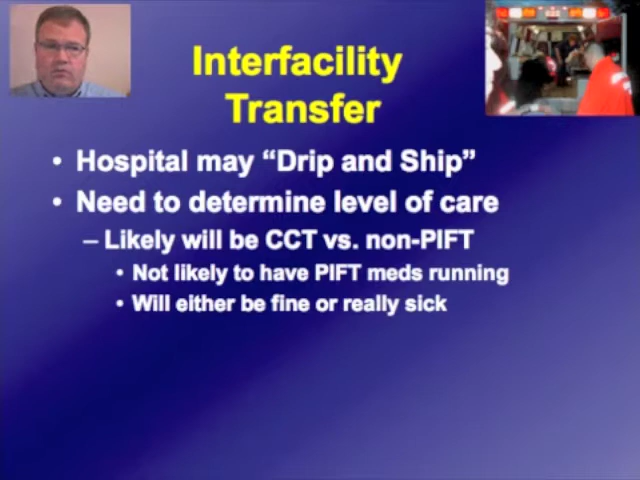 Interfacility
Transfer
• Hospital may “Drip and Ship”
• Need to determine level of care
– Likely will be CCT vs. non-PIFT
• Not likely to have PIFT meds running
• Will either be fine or really sick